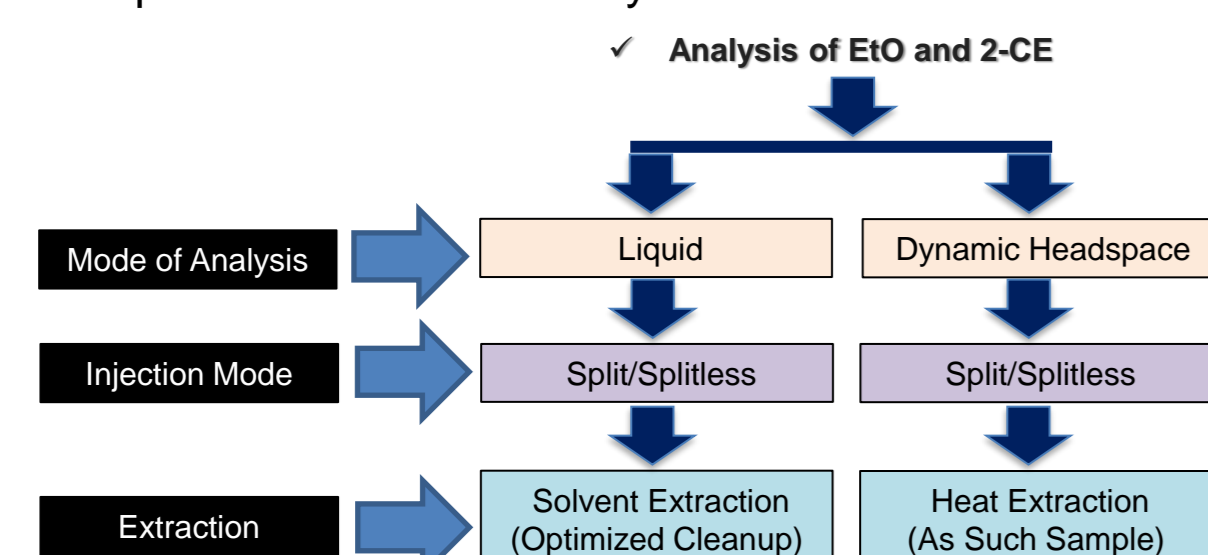 ✓ Analysis of EtO and 2-CE
Mode of Analysis
Liquid
Dynamic Headspace
Injection Mode
Split/Splitless
Split/Splitless
Extraction
Solvent Extraction
(Optimized Cleanup)
Heat Extraction
(As Such Sample)